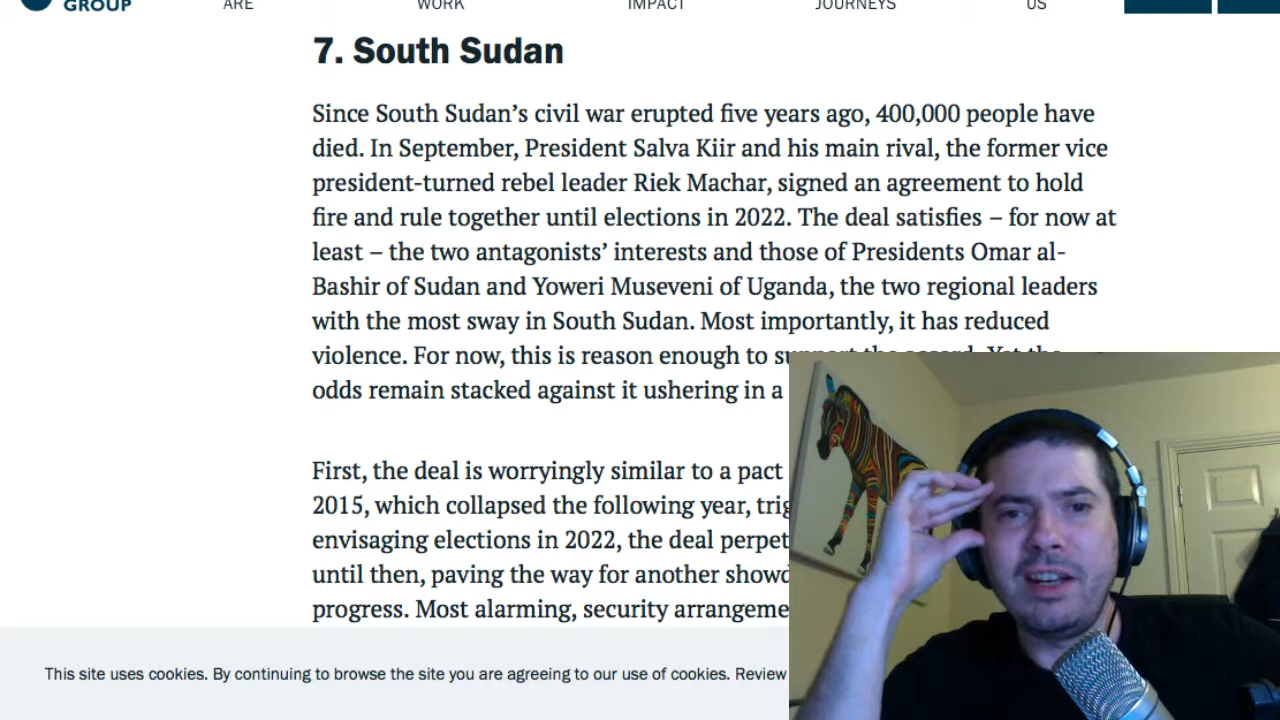 GROUP
ARE
WORK
IMPACT
JOURNEYS
US
7. South Sudan
Since South Sudan’s civil war erupted five years ago, 400,000 people have
died. In September, President Salva Kiir and his main rival, the former vice
president-turned rebel leader Riek Machar, signed an agreement to hold
fire and rule together until elections in 2022. The deal satisfies – for now at
least – the two antagonists’ interests and those of Presidents Omar al-
Bashir of Sudan and Yoweri Museveni of Uganda, the two regional leaders
with the most sway in South Sudan. Most importantly, it has reduced
violence. For now, this is reason enough to support the accord. Yet the
odds remain stacked against it ushering in a
First, the deal is worryingly similar to a pact
2015, which collapsed the following year,
envisaging elections in 2022, the deal
until then, paving the way for another
progress. Most alarming, security
This site uses cookies. By continuing to browse the site you are agreeing to our use of cookies. Review